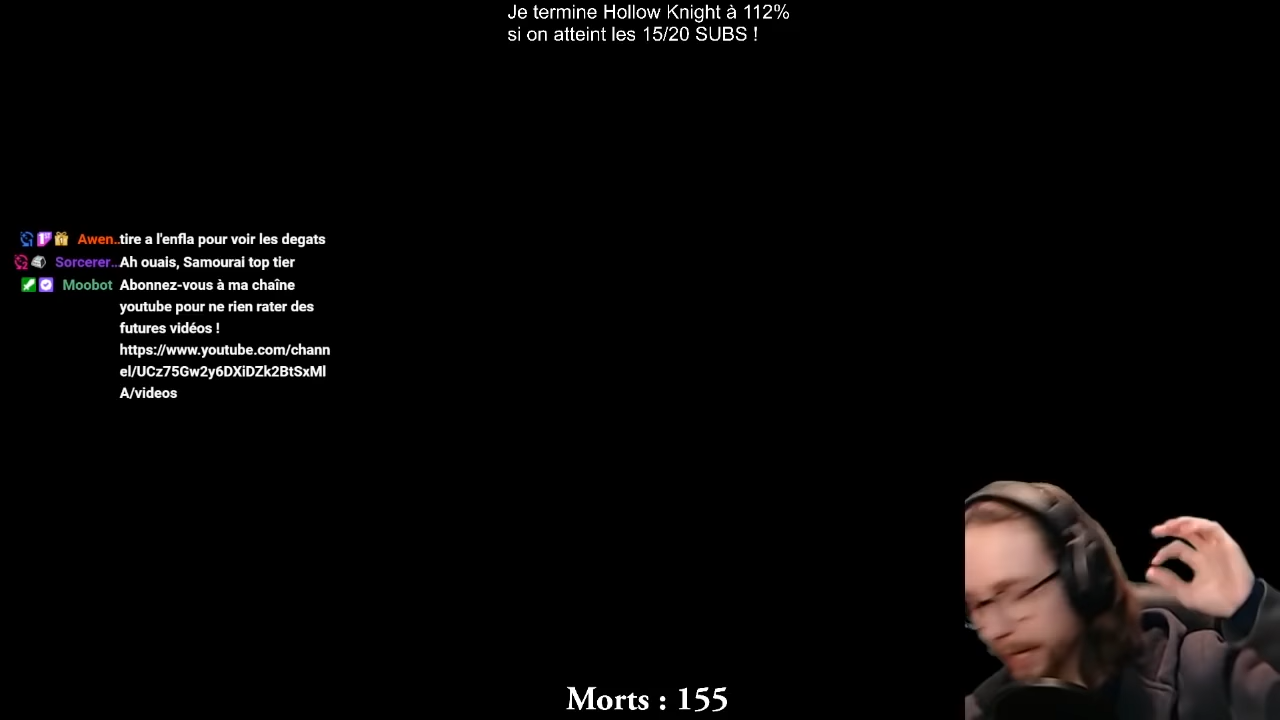 Je termine Hollow Knight à 112%
si on atteint les 15/20 SUBS !
Awen..tire a l'enfla pour voir les degats
Sorcerer...Ah ouais, Samourai top tier
Moobot Abonnez-vous à ma chaîne
youtube pour ne rien rater des
futures vidéos !
https://www.youtube.com/chann
el/UCz75Gw2y6DXiDZk2BtSxMl
A/videos
Morts : 155